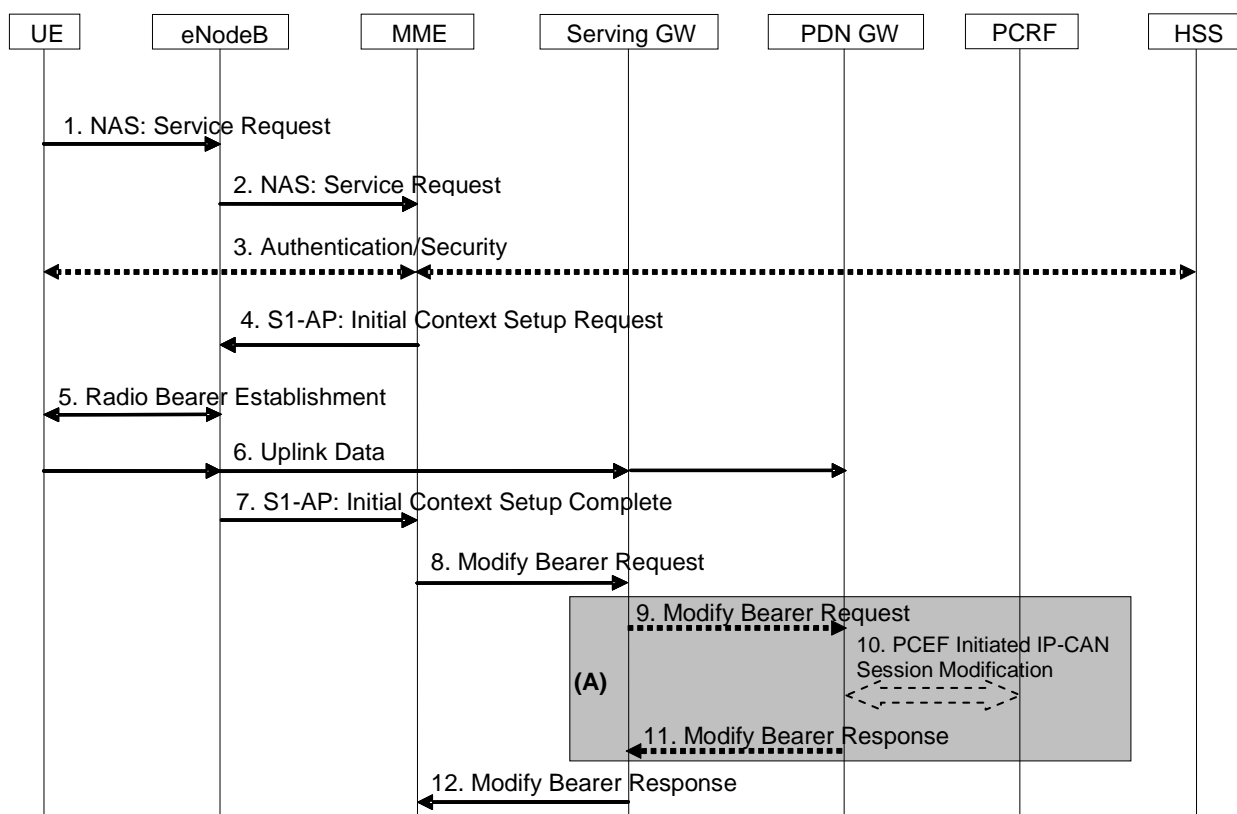 UE eNodeB MME Serving GW PDN GW PCRF HSS
1. NAS: Service Request
2. NAS: Service Request
3. Authentication/Security
4. S1-AP: Initial Context Setup Request
5. Radio Bearer Establishment
6. Uplink Data
7. S1-AP: Initial Context Setup Complete
8. Modify Bearer Request
9. Modify Bearer Request
10. PCEF Initiated IP-CAN
Session Modification
(A)
11. Modify Bearer Response
12. Modify Bearer Response